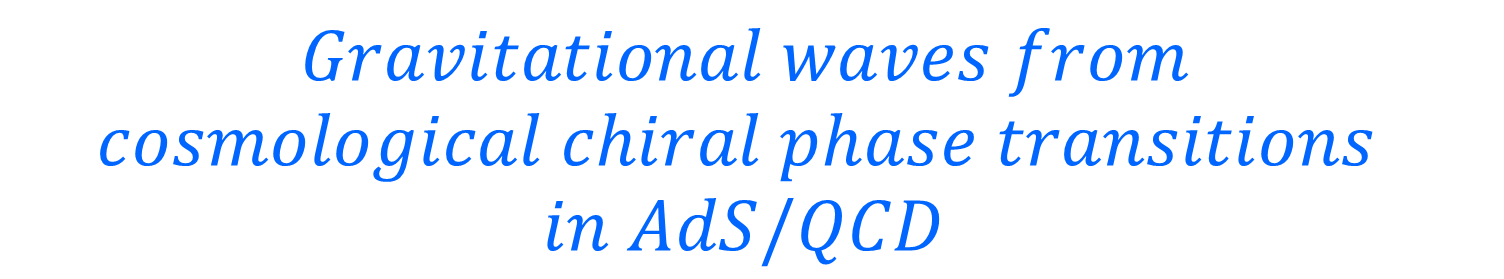 Gravitational waves from
cosmological chiral phase transitions
in AdS/QCD